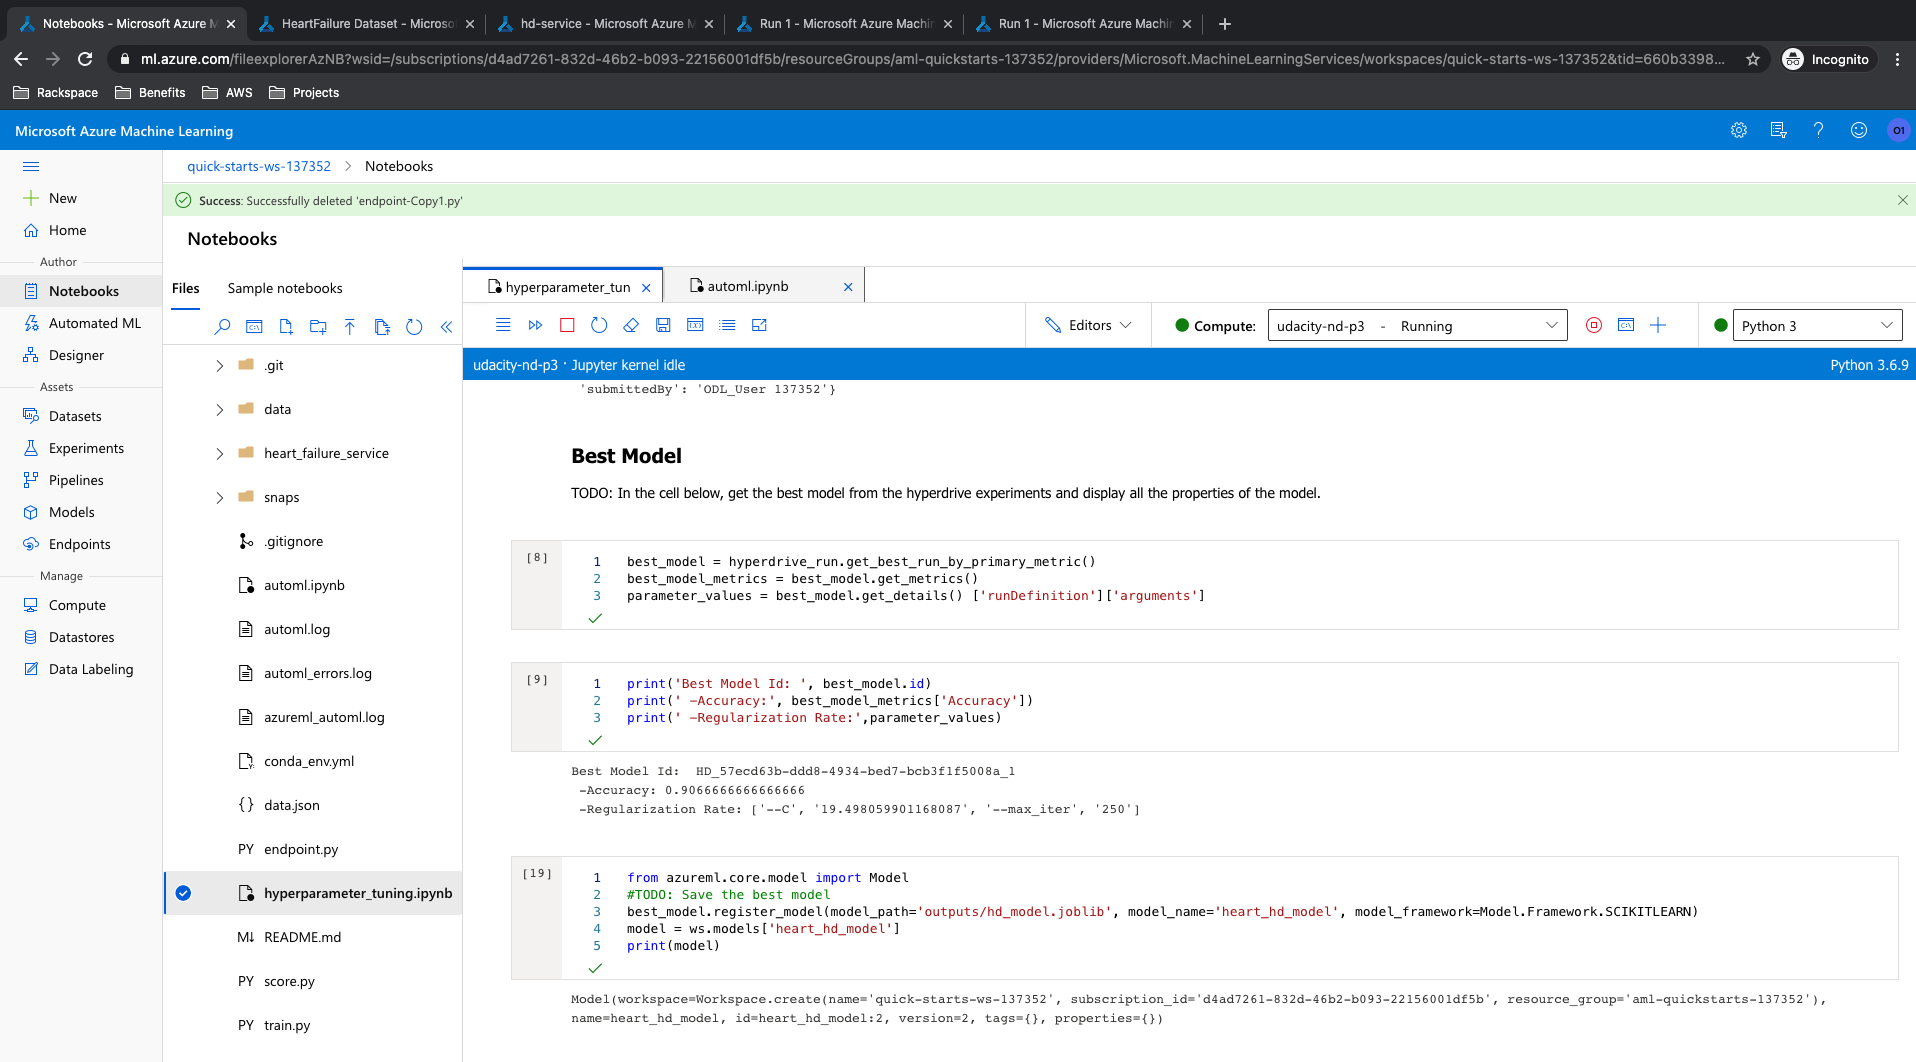 Notebooks - Microsoft Azure M
HeartFailure Dataset - Microsof
hd-service - Microsoft Azure M
Run 1 - Microsoft Azure Machin
Run 1 - Microsoft Azure Machin
ml.azure.com/fileexplorerAzNB?wsid=/subscriptions/d4ad7261-832d-46b2-b093-22156001df5b/resourceGroups/aml-quickstarts-137352/providers/Microsoft.MachineLearningServices/workspaces/quick-starts-ws-137352&tid=660b3398...
Incognito
Rackspace Benefits AWS Projects
Microsoft Azure Machine Learning
O1
quick-starts-ws-137352 > Notebooks
New
Success: Successfully deleted 'endpoint-Copy1.py'
Home
Notebooks
Author
Notebooks
Automated ML
Designer
Assets
Datasets
Experiments
Pipelines
Models
Endpoints
Manage
Compute
Datastores
Data Labeling
Files Sample notebooks
.git
data
heart_failure_service
snaps
.gitignore
automl.ipynb
automl.log
automl_errors.log
azureml_automl.log
conda_env.yml
{} data.json
PY endpoint.py
hyperparameter_tuning.ipynb
M↓ README.md
PY score.py
PY train.py
hyperparameter_tun
automl.ipynb
Editors
Compute: udacity-nd-p3 - Running
Python 3
udacity-nd-p3 · Jupyter kernel idle
Python 3.6.9
'submittedBy': 'ODL_User 137352'}
Best Model
TODO: In the cell below, get the best model from the hyperdrive experiments and display all the properties of the model.
[8]
1 best_model = hyperdrive_run.get_best_run_by_primary_metric()
2 best_model_metrics = best_model.get_metrics()
3 parameter_values = best_model.get_details() ['runDefinition']['arguments']
[9]
1 print('Best Model Id: ', best_model.id)
2 print(' -Accuracy:', best_model_metrics['Accuracy'])
3 print(' -Regularization Rate:',parameter_values)
Best Model Id:  HD_57ecd63b-ddd8-4934-bed7-bcb3f1f5008a_1
-Accuracy: 0.9066666666666666
-Regularization Rate: ['--C', '19.498059901168087', '--max_iter', '250']
[19]
1 from azureml.core.model import Model
2 #TODO: Save the best model
3 best_model.register_model(model_path='outputs/hd_model.joblib', model_name='heart_hd_model', model_framework=Model.Framework.SCIKITLEARN)
4 model = ws.models['heart_hd_model']
5 print(model)
Model(workspace=Workspace.create(name='quick-starts-ws-137352', subscription_id='d4ad7261-832d-46b2-b093-22156001df5b', resource_group='aml-quickstarts-137352'),
name=heart_hd_model, id=heart_hd_model:2, version=2, tags={}, properties={})